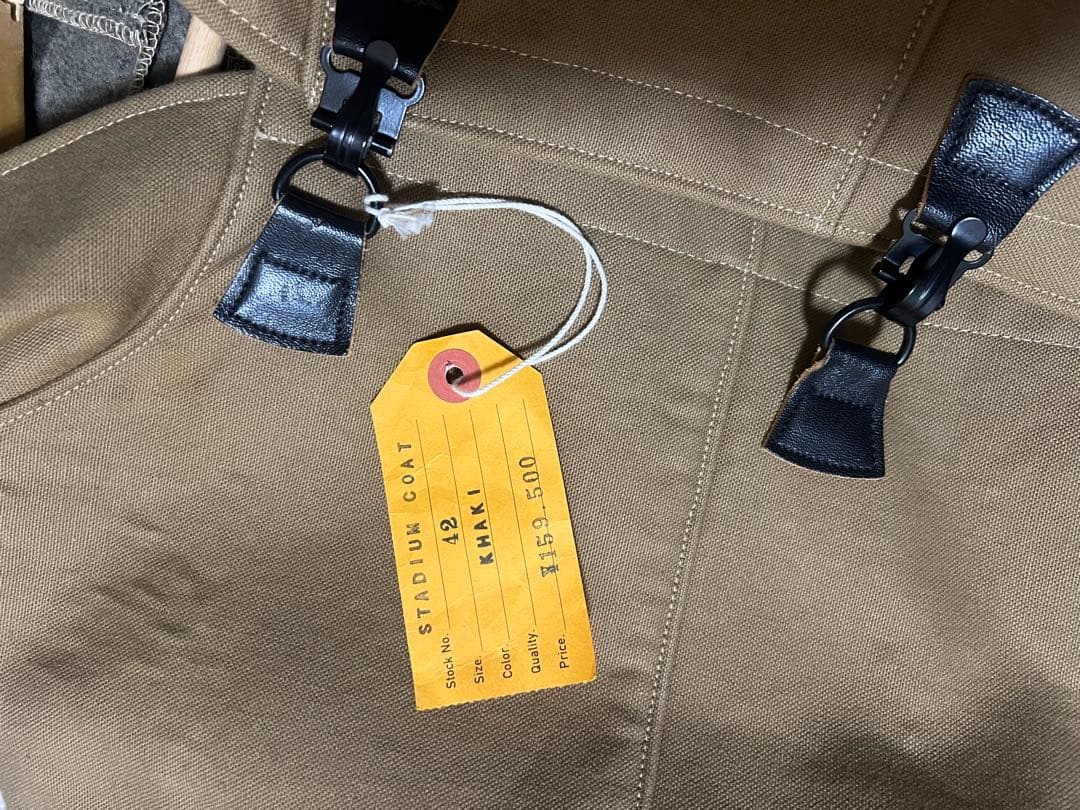 STADIUM COAT
Stock No.
Size. 42
Color. KHAKI
Quality.
Price. ¥159.500